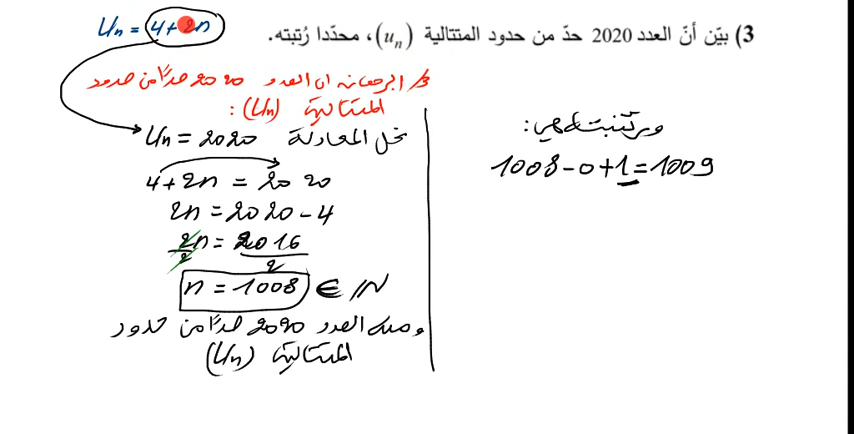 Un = 4+2n
3) بيّن أنّ العدد 2020 حدّ من حدود المتتالية (uₙ)، محدّدا رُتبته.
3/ البرهان ان العدد 2020 حدًا من حدود
المتتالية (Un) :
نحل المعادلة Un = 2020
4+2n = 2020
2n = 2020-4
2n/2 = 2016/2
n = 1008 ∈ IN
ومنه العدد 2020 حدًا من حدود
المتتالية (Un)
ورتبته هي :
1008-0+1=1009